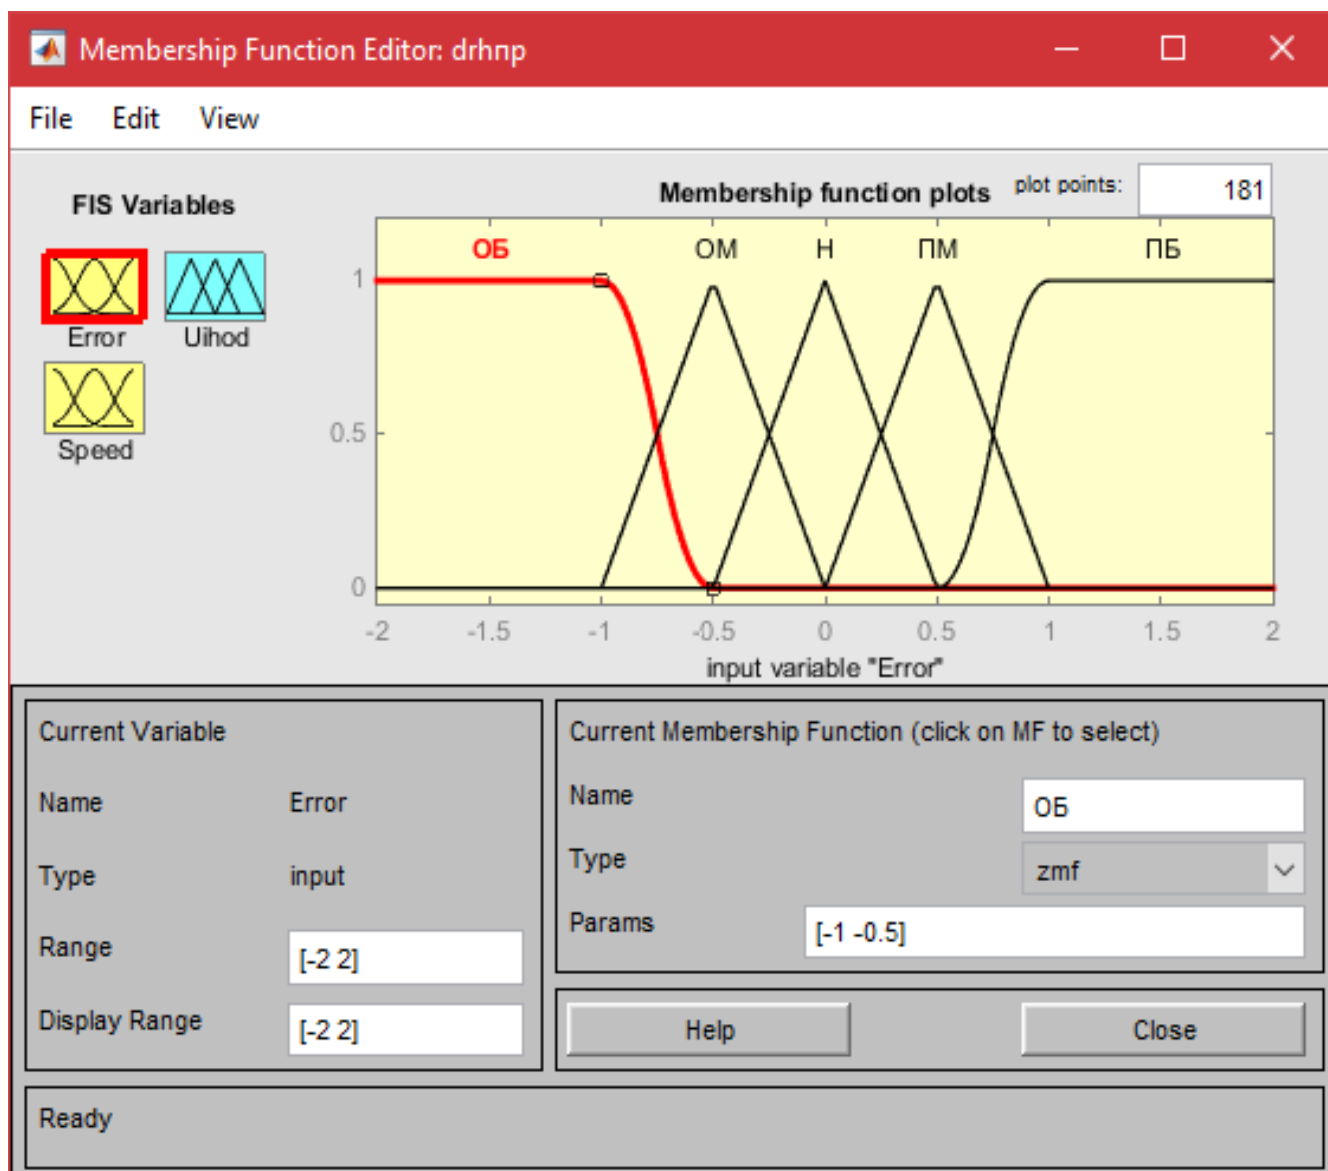 Membership Function Editor: drhпр
File Edit View
FIS Variables
Membership function plots
plot points:
181
Error
Uihod
Speed
ОБ ОМ Н ПМ ПБ
1
0.5
0
-2 -1.5 -1 -0.5 0 0.5 1 1.5 2
input variable "Error"
Current Variable
Name Error
Type input
Range [-2 2]
Display Range [-2 2]
Current Membership Function (click on MF to select)
Name ОБ
Type zmf
Params [-1 -0.5]
Help Close
Ready